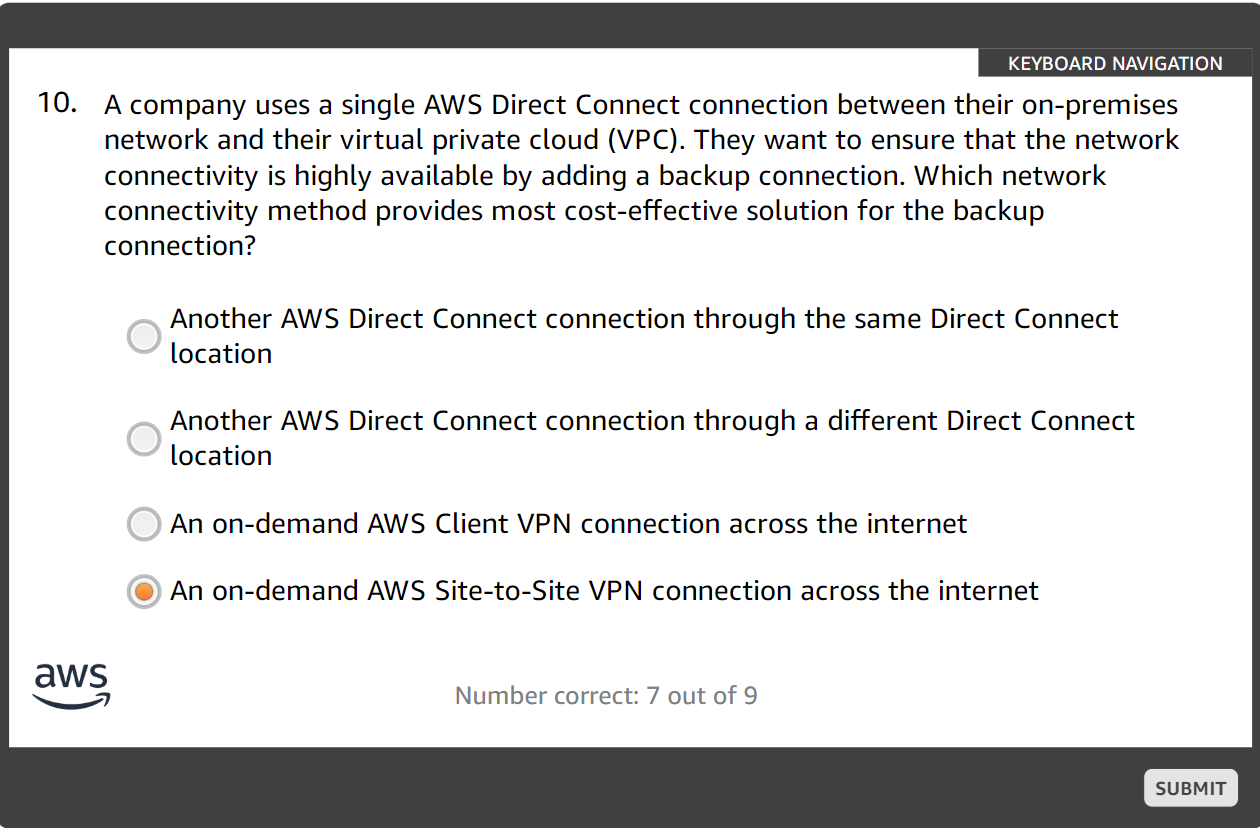 KEYBOARD NAVIGATION
10. A company uses a single AWS Direct Connect connection between their on-premises
network and their virtual private cloud (VPC). They want to ensure that the network
connectivity is highly available by adding a backup connection. Which network
connectivity method provides most cost-effective solution for the backup
connection?
Another AWS Direct Connect connection through the same Direct Connect
location
Another AWS Direct Connect connection through a different Direct Connect
location
An on-demand AWS Client VPN connection across the internet
An on-demand AWS Site-to-Site VPN connection across the internet
aws
Number correct: 7 out of 9
SUBMIT